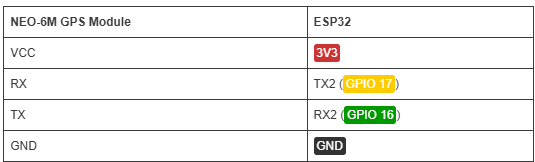 NEO-6M GPS Module ESP32
VCC 3V3
RX TX2 (GPIO 17)
TX RX2 (GPIO 16)
GND GND